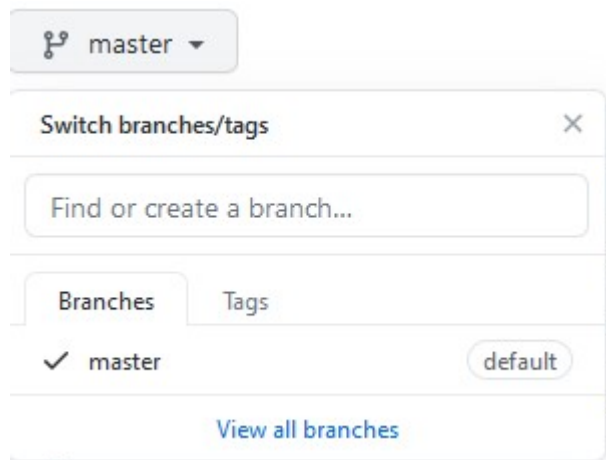 master
Switch branches/tags
Find or create a branch...
Branches Tags
master default
View all branches